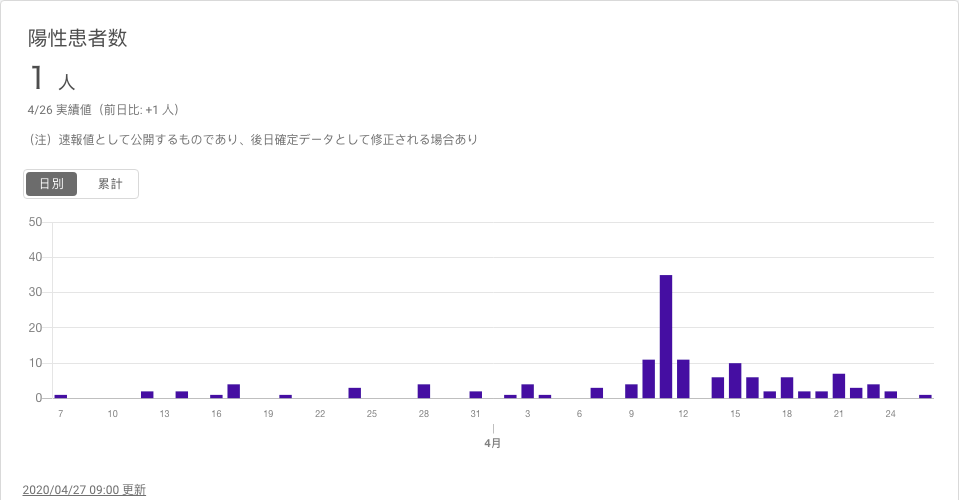 陽性患者数
1 人
4/26 実績値（前日比: +1 人）
（注）速報値として公開するものであり、後日確定データとして修正される場合あり
日別 累計
50
40
30
20
10
0
7 10 13 16 19 22 25 28 31 3 6 9 12 15 18 21 24
4月
2020/04/27 09:00 更新